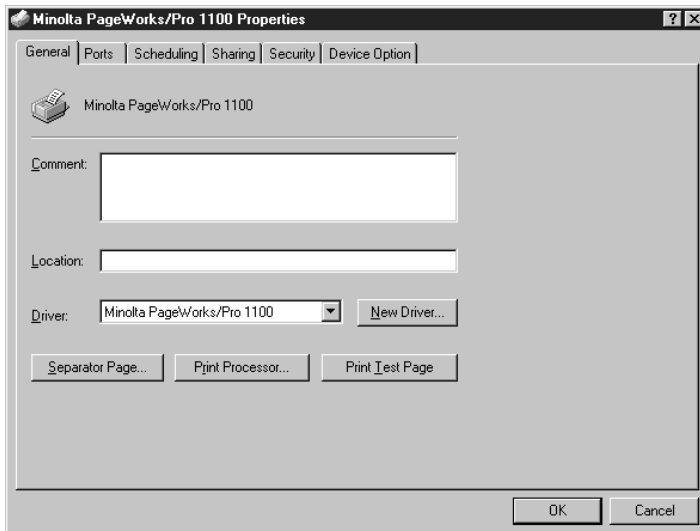 Minolta PageWorks/Pro 1100 Properties ? X
General Ports Scheduling Sharing Security Device Option
Minolta PageWorks/Pro 1100
Comment:
Location:
Driver: Minolta PageWorks/Pro 1100 New Driver...
Separator Page... Print Processor... Print Test Page
OK Cancel